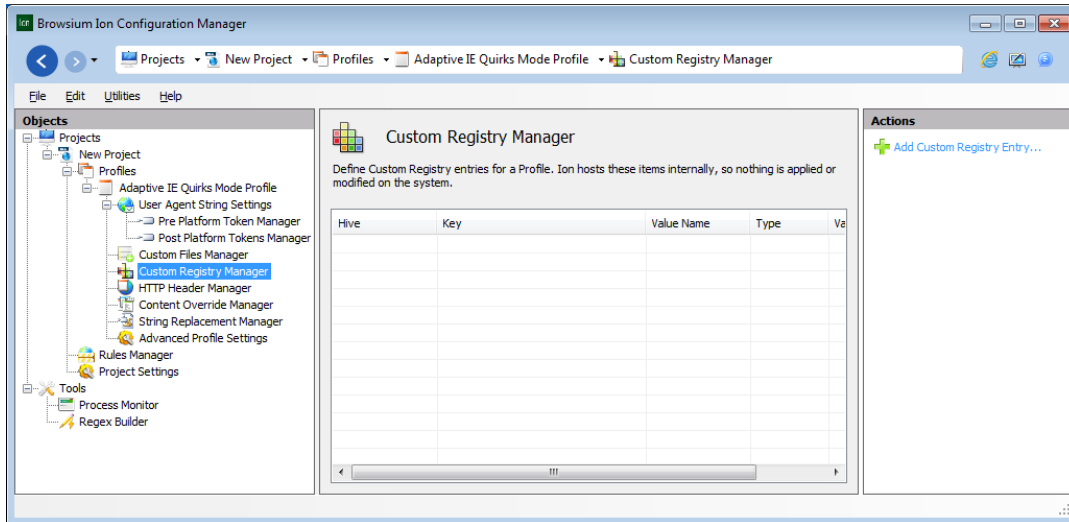 Ion Browsium Ion Configuration Manager
Projects New Project Profiles Adaptive IE Quirks Mode Profile Custom Registry Manager
File Edit Utilities Help
Objects
Projects
New Project
Profiles
Adaptive IE Quirks Mode Profile
User Agent String Settings
Pre Platform Token Manager
Post Platform Tokens Manager
Custom Files Manager
Custom Registry Manager
HTTP Header Manager
Content Override Manager
String Replacement Manager
Advanced Profile Settings
Rules Manager
Project Settings
Tools
Process Monitor
Regex Builder
Custom Registry Manager
Define Custom Registry entries for a Profile. Ion hosts these items internally, so nothing is applied or
modified on the system.
Hive Key Value Name Type Va
Actions
Add Custom Registry Entry...